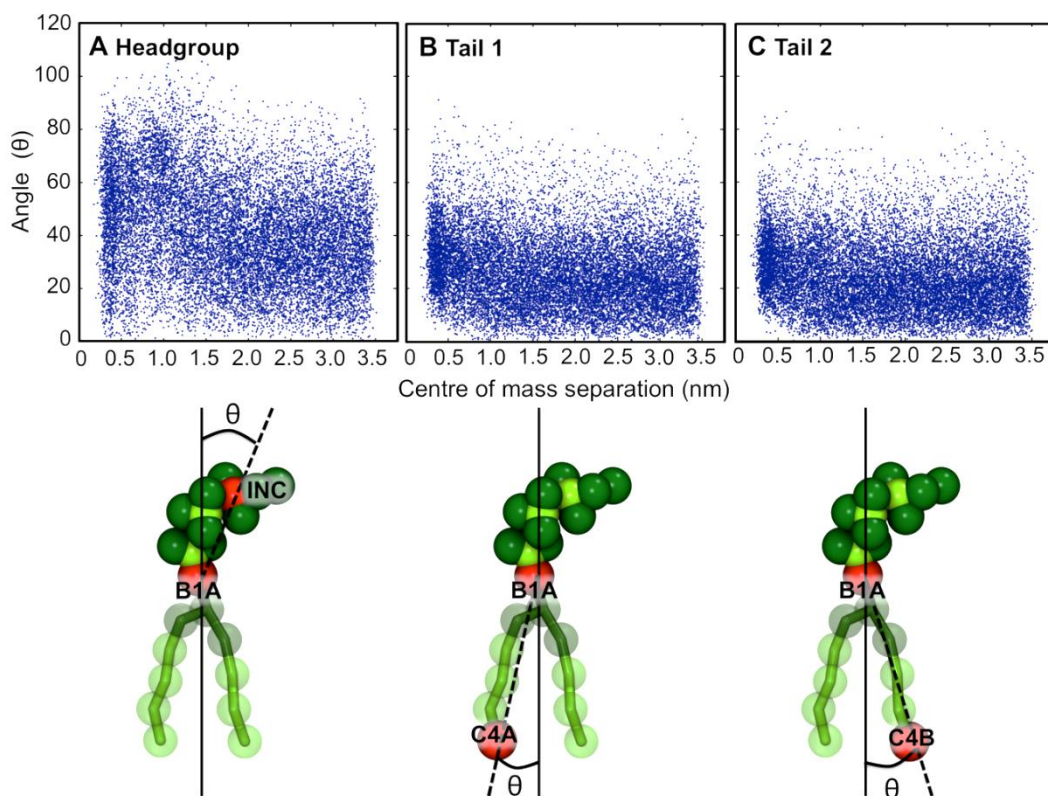 A Headgroup
B Tail 1
C Tail 2
Angle (θ)
120
100
80
60
40
20
0
0 0.5 1.0 1.5 2.0 2.5 3.0 3.5
0 0.5 1.0 1.5 2.0 2.5 3.0 3.5
0 0.5 1.0 1.5 2.0 2.5 3.0 3.5
Centre of mass separation (nm)
θ
INC
B1A
B1A
B1A
C4A
C4B
θ
θ